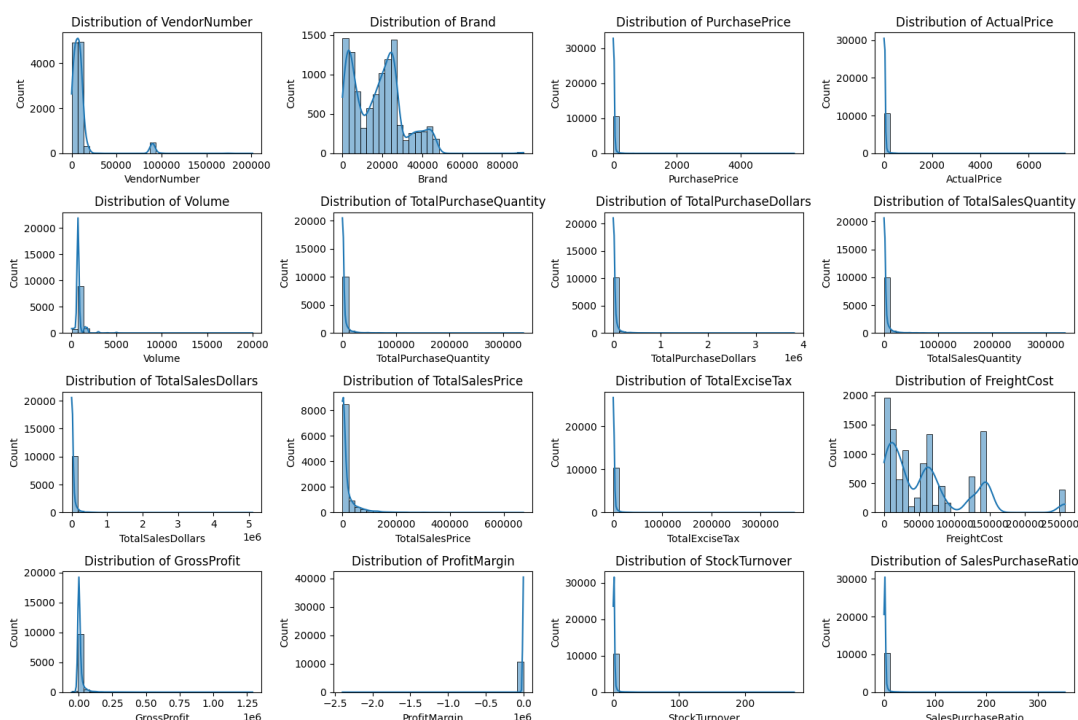 Distribution of VendorNumber
Count
4000
2000
0
0 50000 100000 150000 200000
VendorNumber
Distribution of Brand
Count
1500
1000
500
0
0 20000 40000 60000 80000
Brand
Distribution of PurchasePrice
Count
30000
20000
10000
0
0 2000 4000
PurchasePrice
Distribution of ActualPrice
Count
30000
20000
10000
0
0 2000 4000 6000
ActualPrice
Distribution of Volume
Count
20000
15000
10000
5000
0
0 5000 10000 15000 20000
Volume
Distribution of TotalPurchaseQuantity
Count
20000
15000
10000
5000
0
0 100000 200000 300000
TotalPurchaseQuantity
Distribution of TotalPurchaseDollars
Count
20000
15000
10000
5000
0
0 1 2 3 4
1e6
TotalPurchaseDollars
Distribution of TotalSalesQuantity
Count
20000
15000
10000
5000
0
0 100000 200000 300000
TotalSalesQuantity
Distribution of TotalSalesDollars
Count
20000
15000
10000
5000
0
0 1 2 3 4 5
1e6
TotalSalesDollars
Distribution of TotalSalesPrice
Count
8000
6000
4000
2000
0
0 200000 400000 600000
TotalSalesPrice
Distribution of TotalExciseTax
Count
20000
10000
0
0 100000 200000 300000
TotalExciseTax
Distribution of FreightCost
Count
2000
1500
1000
500
0
0 50000 100000 150000 200000 250000
FreightCost
Distribution of GrossProfit
Count
20000
15000
10000
5000
0
0.00 0.25 0.50 0.75 1.00 1.25
1e6
GrossProfit
Distribution of ProfitMargin
Count
40000
30000
20000
10000
0
−2.5 −2.0 −1.5 −1.0 −0.5 0.0
1e6
ProfitMargin
Distribution of StockTurnover
Count
30000
20000
10000
0
0 100 200
StockTurnover
Distribution of SalesPurchaseRatio
Count
30000
20000
10000
0
0 100 200 300
SalesPurchaseRatio